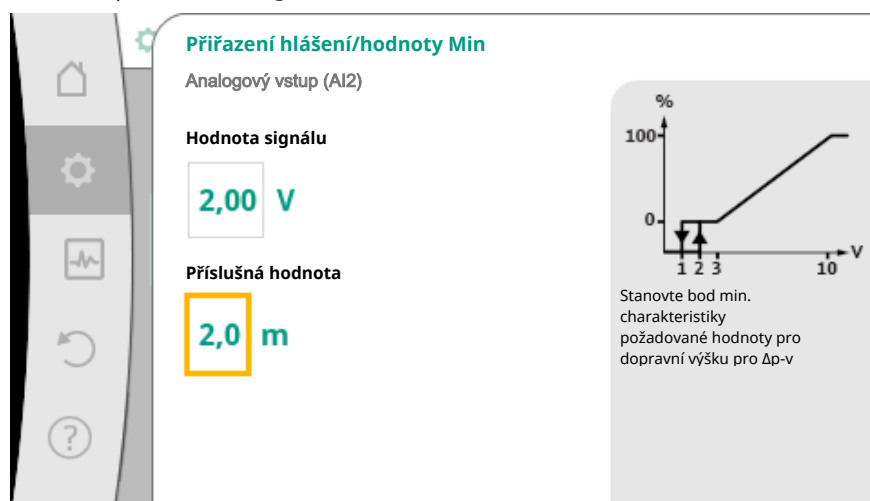 Přiřazení hlášení/hodnoty Min
Analogový vstup (AI2)
Hodnota signálu
2,00 V
Příslušná hodnota
2,0 m
%
100
0
1 2 3 10
V
Stanovte bod min.
charakteristiky
požadované hodnoty pro
dopravní výšku pro Δp-v
?